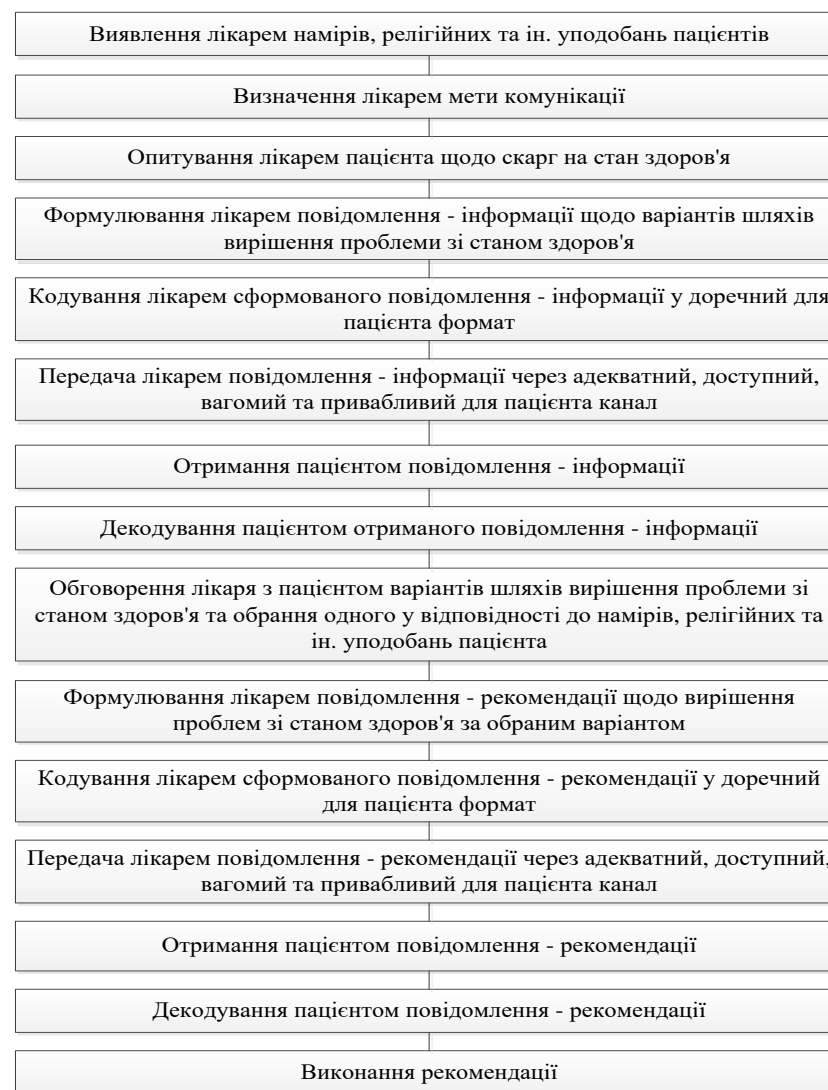 Виявлення лікарем намірів, релігійних та ін. уподобань пацієнтів
Визначення лікарем мети комунікації
Опитування лікарем пацієнта щодо скарг на стан здоров'я
Формулювання лікарем повідомлення - інформації щодо варіантів шляхів
вирішення проблеми зі станом здоров'я
Кодування лікарем сформованого повідомлення - інформації у доречний для
пацієнта формат
Передача лікарем повідомлення - інформації через адекватний, доступний,
вагомий та привабливий для пацієнта канал
Отримання пацієнтом повідомлення - інформації
Декодування пацієнтом отриманого повідомлення - інформації
Обговорення лікаря з пацієнтом варіантів шляхів вирішення проблеми зі
станом здоров'я та обрання одного у відповідності до намірів, релігійних та
ін. уподобань пацієнта
Формулювання лікарем повідомлення - рекомендації щодо вирішення
проблем зі станом здоров'я за обраним варіантом
Кодування лікарем сформованого повідомлення - рекомендації у доречний
для пацієнта формат
Передача лікарем повідомлення - рекомендації через адекватний, доступний,
вагомий та привабливий для пацієнта канал
Отримання пацієнтом повідомлення - рекомендації
Декодування пацієнтом повідомлення - рекомендації
Виконання рекомендації